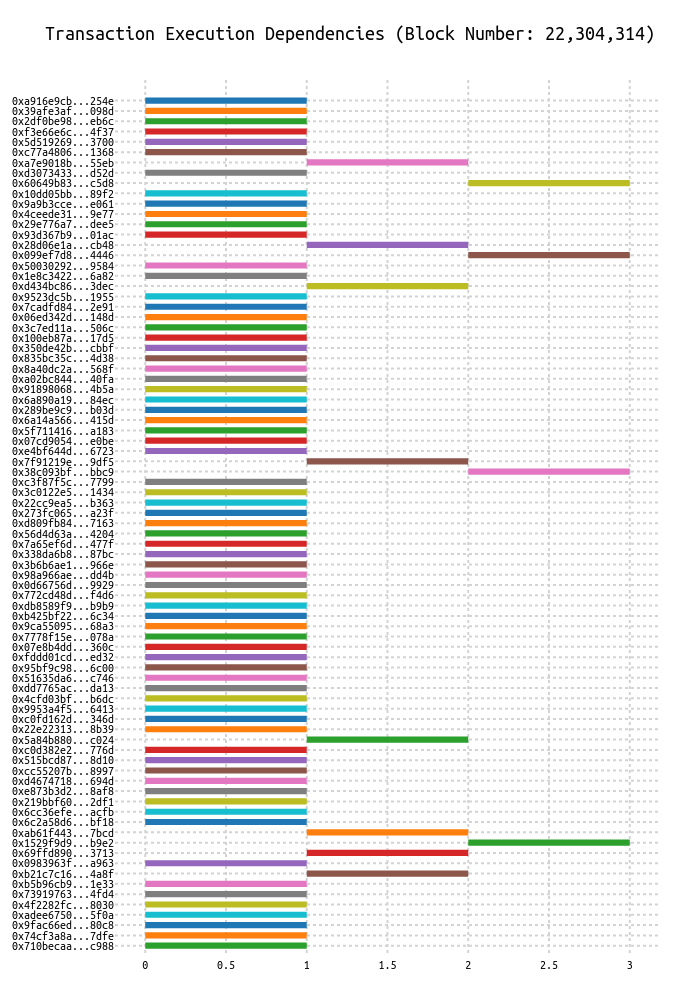 Transaction Execution Dependencies (Block Number: 22,304,314)
0xa916e9cb...254e
0x39afe3af...098d
0x2df0be98...eb6c
0xf3e66e6c...4f37
0x5d519269...3700
0xc77a4806...1368
0xa7e9018b...55eb
0xd3073433...d52d
0x60649b83...c5d8
0x10dd05bb...89f2
0x9a9b3cce...e061
0x4ceede31...9e77
0x29e776a7...dee5
0x93d367b9...01ac
0x28d06e1a...cb48
0x099ef7d8...4446
0x50030292...9584
0x1e8c3422...6a82
0xd434bc86...3dec
0x9523dc5b...1955
0x7cadfd84...2e91
0x06ed342d...148d
0x3c7ed11a...506c
0x100eb87a...17d5
0x350de42b...cbbf
0x835bc35c...4d38
0x8a40dc2a...568f
0xa02bc844...40fa
0x91898068...4b5a
0x6a890a19...84ec
0x289be9c9...b03d
0x6a14a566...415d
0x5f711416...a183
0x07cd9054...e0be
0xe4bf644d...6723
0x7f91219e...9df5
0x38c093bf...bbc9
0xc3f87f5c...7799
0x3c0122e5...1434
0x22cc9ea5...b363
0x273fc065...a23f
0xd809fb84...7163
0x56d4d63a...4204
0x7a65ef6d...477f
0x338da6b8...87bc
0x3b6b6ae1...966e
0x98a966ae...dd4b
0x0d66756d...9929
0x772cd48d...f4d6
0xdb8589f9...b9b9
0xb425bf22...6c34
0x9ca55095...68a3
0x7778f15e...078a
0x07e8b4dd...360c
0xfddd01cd...ed32
0x95bf9c98...6c00
0x51635da6...c746
0xdd7765ac...da13
0x4cfd03bf...b6dc
0x9953a4f5...6413
0xc0fd162d...346d
0x22e22313...8b39
0x5a84b880...c024
0xc0d382e2...776d
0x515bcd87...8d10
0xcc55207b...8997
0xd4674718...694d
0xe873b3d2...8af8
0x219bbf60...2df1
0x6cc36efe...acfb
0x6c2a58d6...bf18
0xab61f443...7bcd
0x1529f9d9...b9e2
0x69ffd890...3713
0x0983963f...a963
0xb21c7c16...4a8f
0xb5b96cb9...1e33
0x73919763...4fd4
0x4f2282fc...8030
0xadee6750...5f0a
0x9fac66ed...80c8
0x74cf3a8a...7dfe
0x710becaa...c988
0 0.5 1 1.5 2 2.5 3